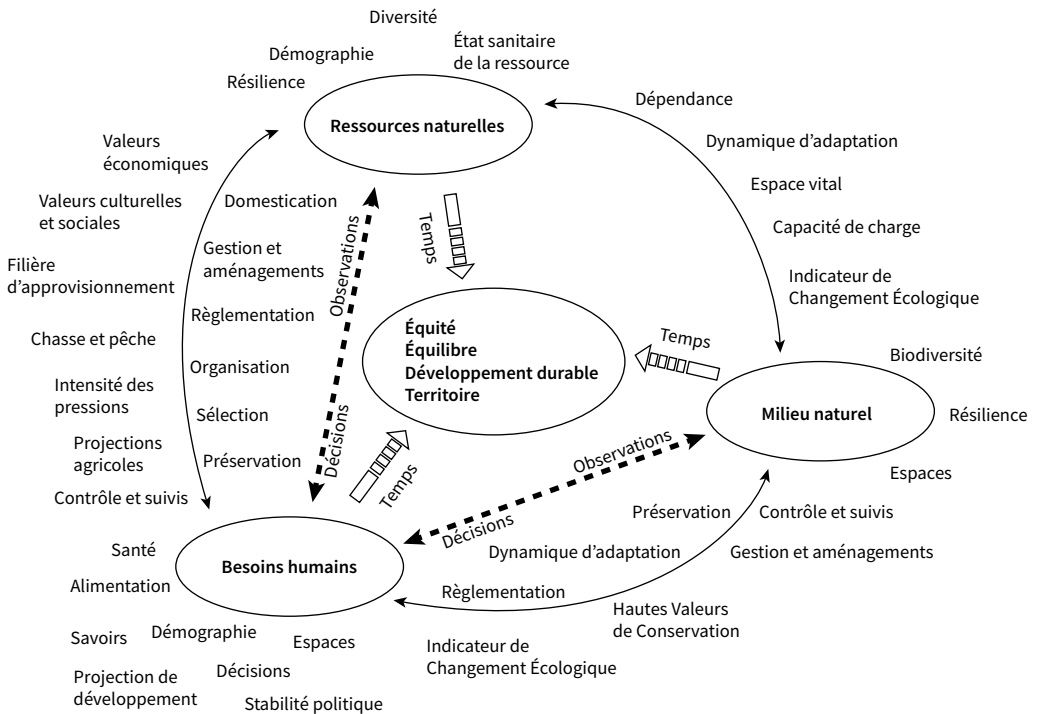 Diversité
Démographie
État sanitaire
de la ressource
Résilience
Ressources naturelles
Dépendance
Dynamique d'adaptation
Espace vital
Capacité de charge
Indicateur de
Changement Écologique
Valeurs
économiques
Valeurs culturelles
et sociales
Filière
d'approvisionnement
Chasse et pêche
Intensité des
pressions
Projections
agricoles
Contrôle et suivis
Domestication
Gestion et
aménagements
Règlementation
Organisation
Sélection
Préservation
Observations
Décisions
Temps
Équité
Équilibre
Développement durable
Territoire
Temps
Temps
Biodiversité
Milieu naturel
Résilience
Espaces
Observations
Décisions
Préservation
Contrôle et suivis
Dynamique d'adaptation
Gestion et aménagements
Règlementation
Hautes Valeurs
de Conservation
Indicateur de
Changement Écologique
Santé
Besoins humains
Alimentation
Savoirs
Démographie
Espaces
Projection de
développement
Décisions
Stabilité politique